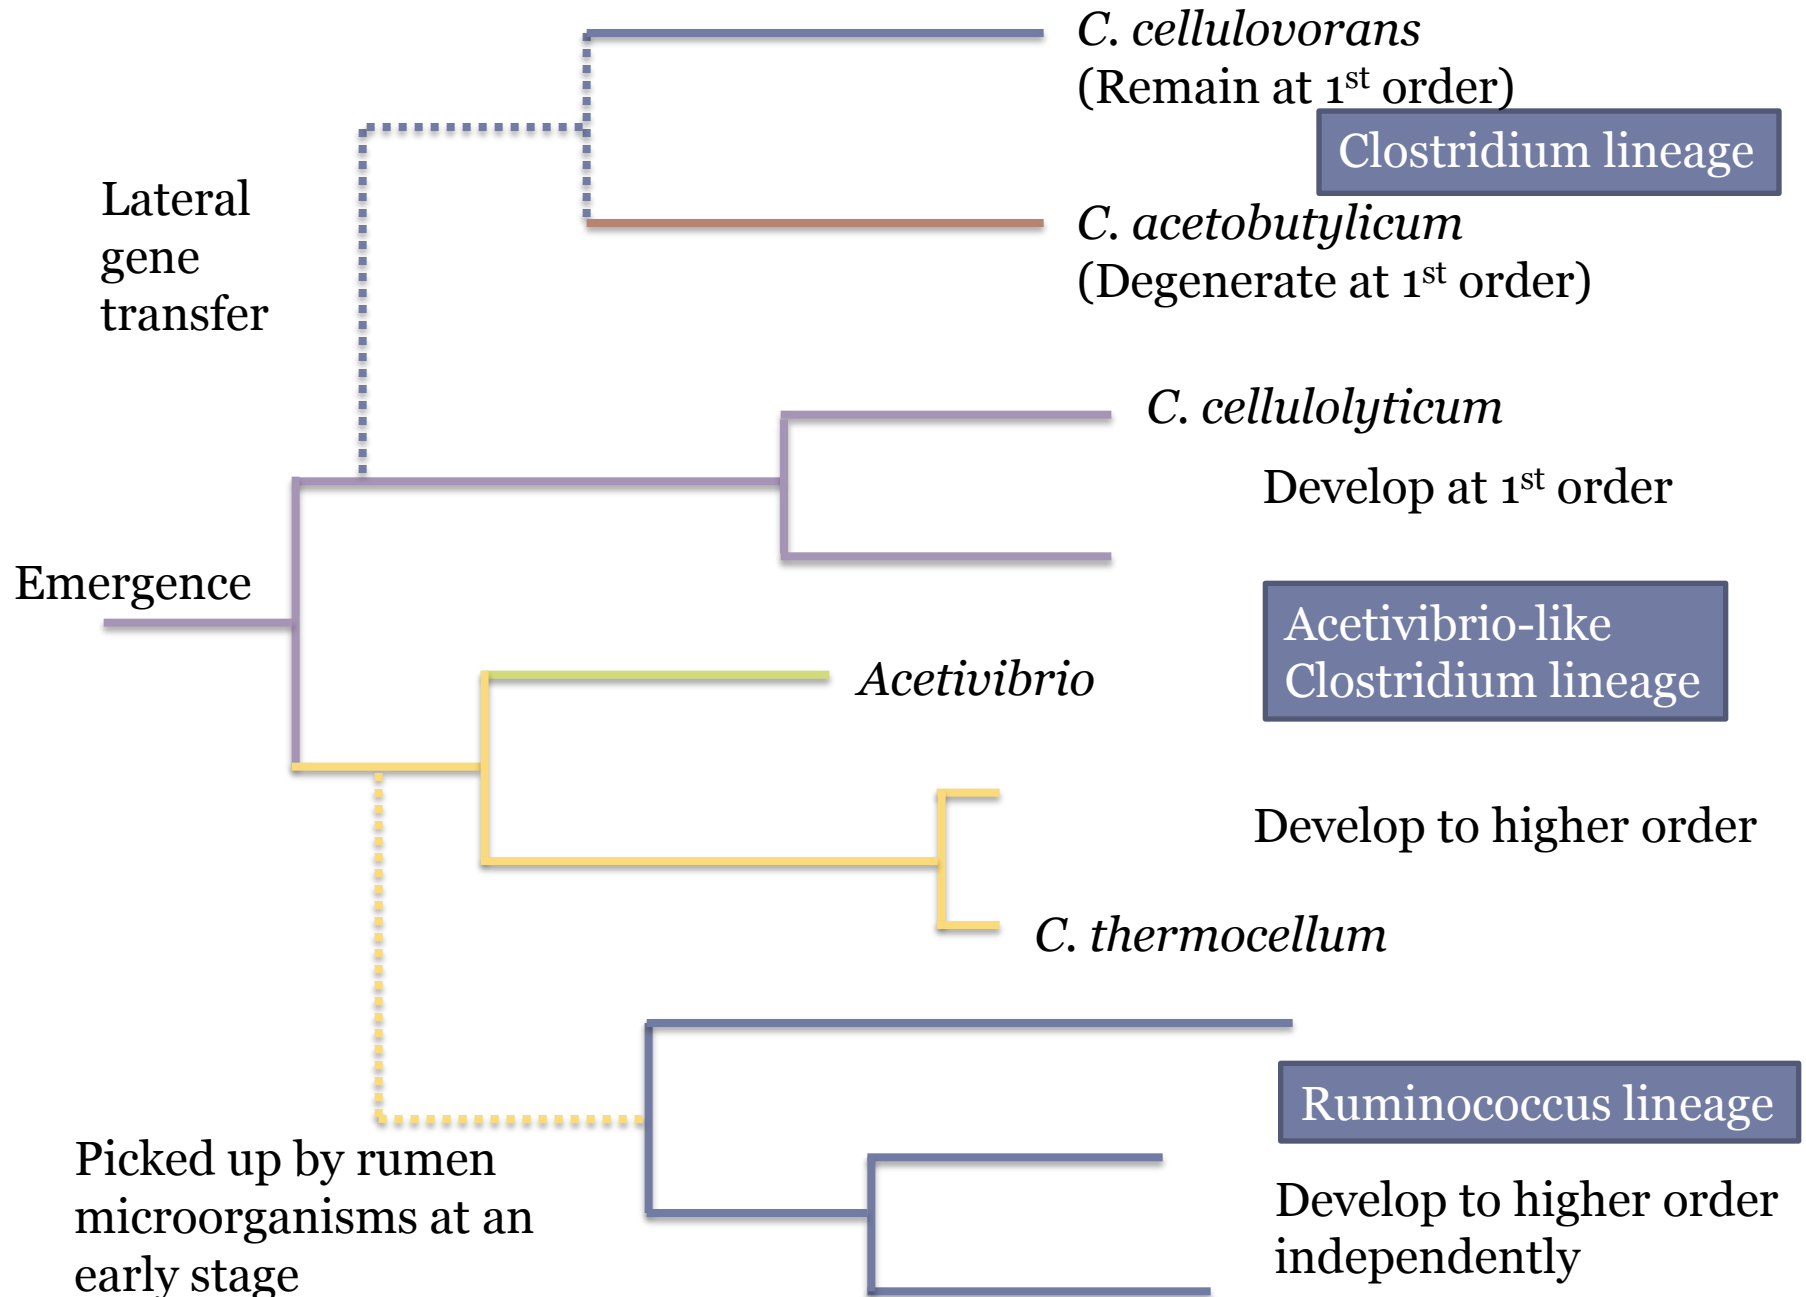 C. cellulovorans
(Remain at 1st order)
Clostridium lineage
Lateral
gene
transfer
C. acetobutylicum
(Degenerate at 1st order)
C. cellulolyticum
Develop at 1st order
Emergence
Acetivibrio-like
Clostridium lineage
Acetivibrio
Develop to higher order
C. thermocellum
Ruminococcus lineage
Picked up by rumen
microorganisms at an
early stage
Develop to higher order
independently